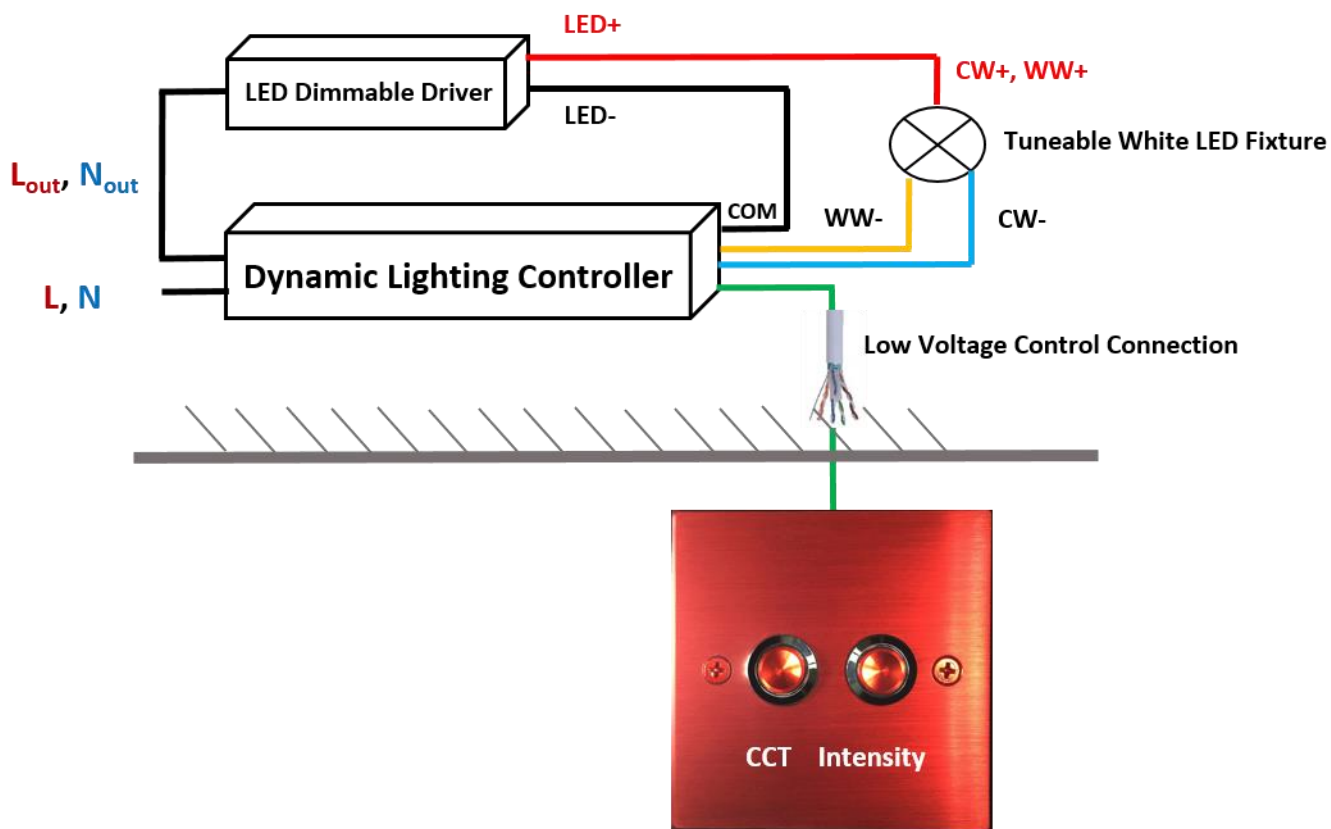 LED+
CW+, WW+
LED Dimmable Driver
LED-
Tuneable White LED Fixture
Lout, Nout
COM
WW-
CW-
Dynamic Lighting Controller
L, N
Low Voltage Control Connection
CCT Intensity